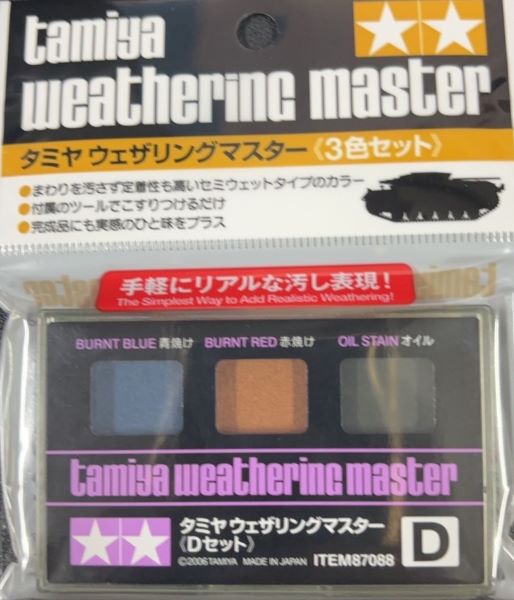 tamiya
weathering master
タミヤ ウェザリングマスター《3色セット》
●まわりを汚さず定着性も高いセミウェットタイプのカラー
●付属のツールでこすりつけるだけ
●完成品にも実感のひと味をプラス
手軽にリアルな汚し表現!
The Simplest Way to Add Realistic Weathering!
BURNT BLUE 青焼け BURNT RED 赤焼け OIL STAIN オイル
tamiya weathering master
タミヤ ウェザリングマスター
《Dセット》
D
©2006TAMIYA MADE IN JAPAN ITEM87088